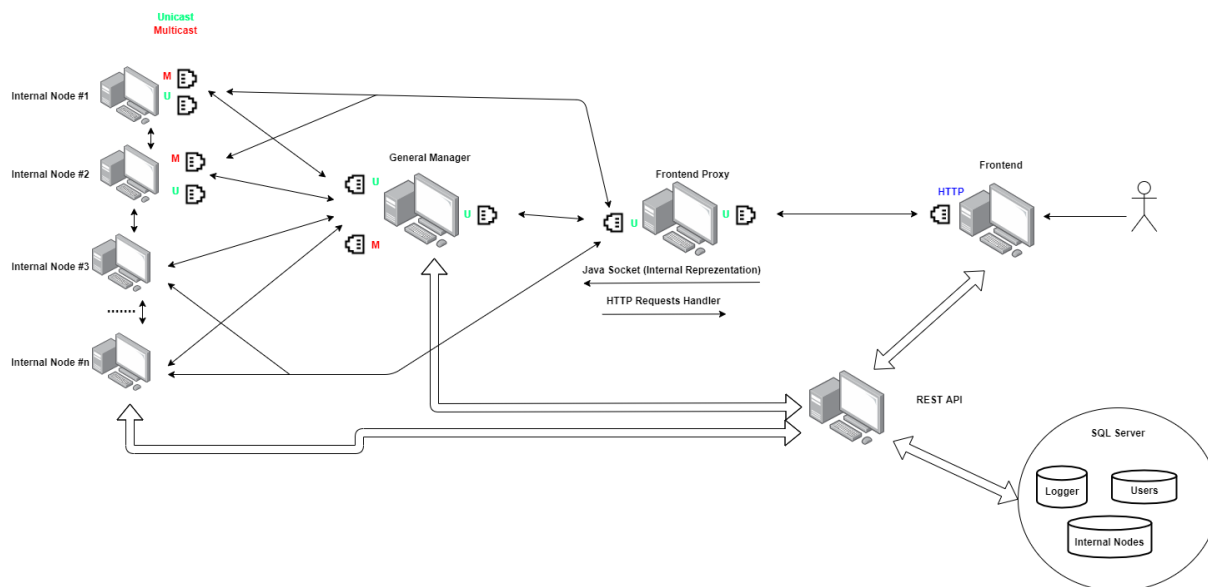 Unicast
Multicast
Internal Node #1
M
U
Internal Node #2
M
U
Internal Node #3
.......
Internal Node #n
General Manager
U
U
M
Frontend Proxy
U
U
Java Socket (Internal Reprezentation)
HTTP Requests Handler
Frontend
HTTP
REST API
SQL Server
Logger
Users
Internal Nodes